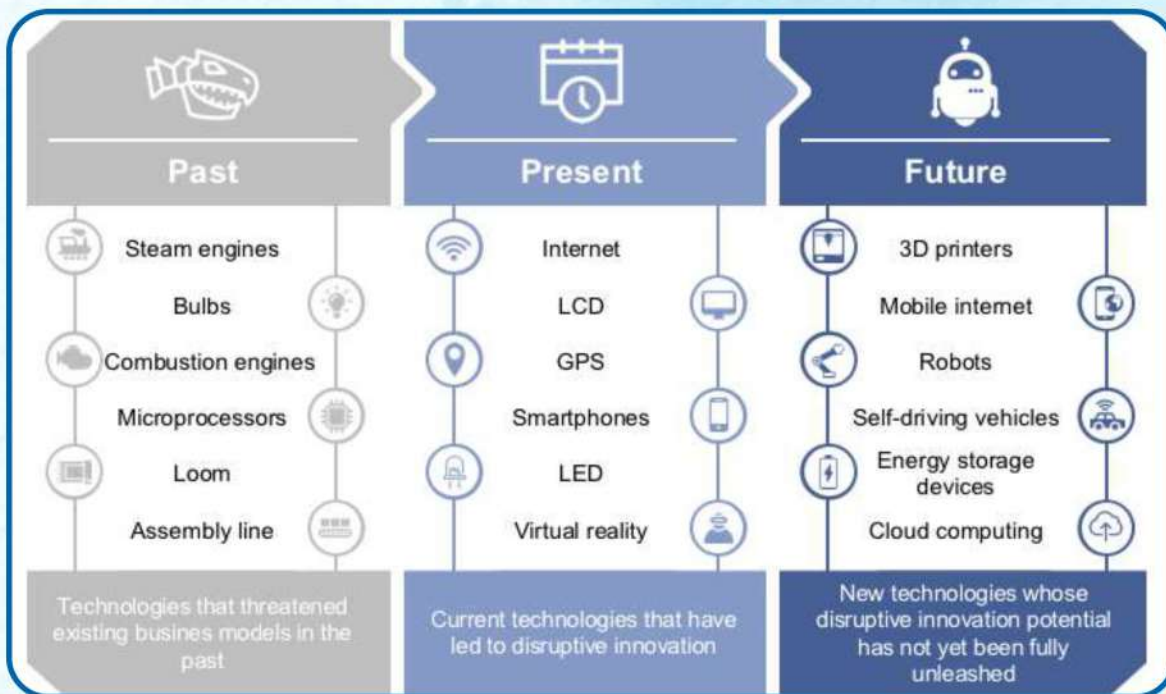 Past
Steam engines
Bulbs
Combustion engines
Microprocessors
Loom
Assembly line
Technologies that threatened
existing busines models in the
past
Present
Internet
LCD
GPS
Smartphones
LED
Virtual reality
Current technologies that have
led to disruptive innovation
Future
3D printers
Mobile internet
Robots
Self-driving vehicles
Energy storage
devices
Cloud computing
New technologies whose
disruptive innovation potential
has not yet been fully
unleashed